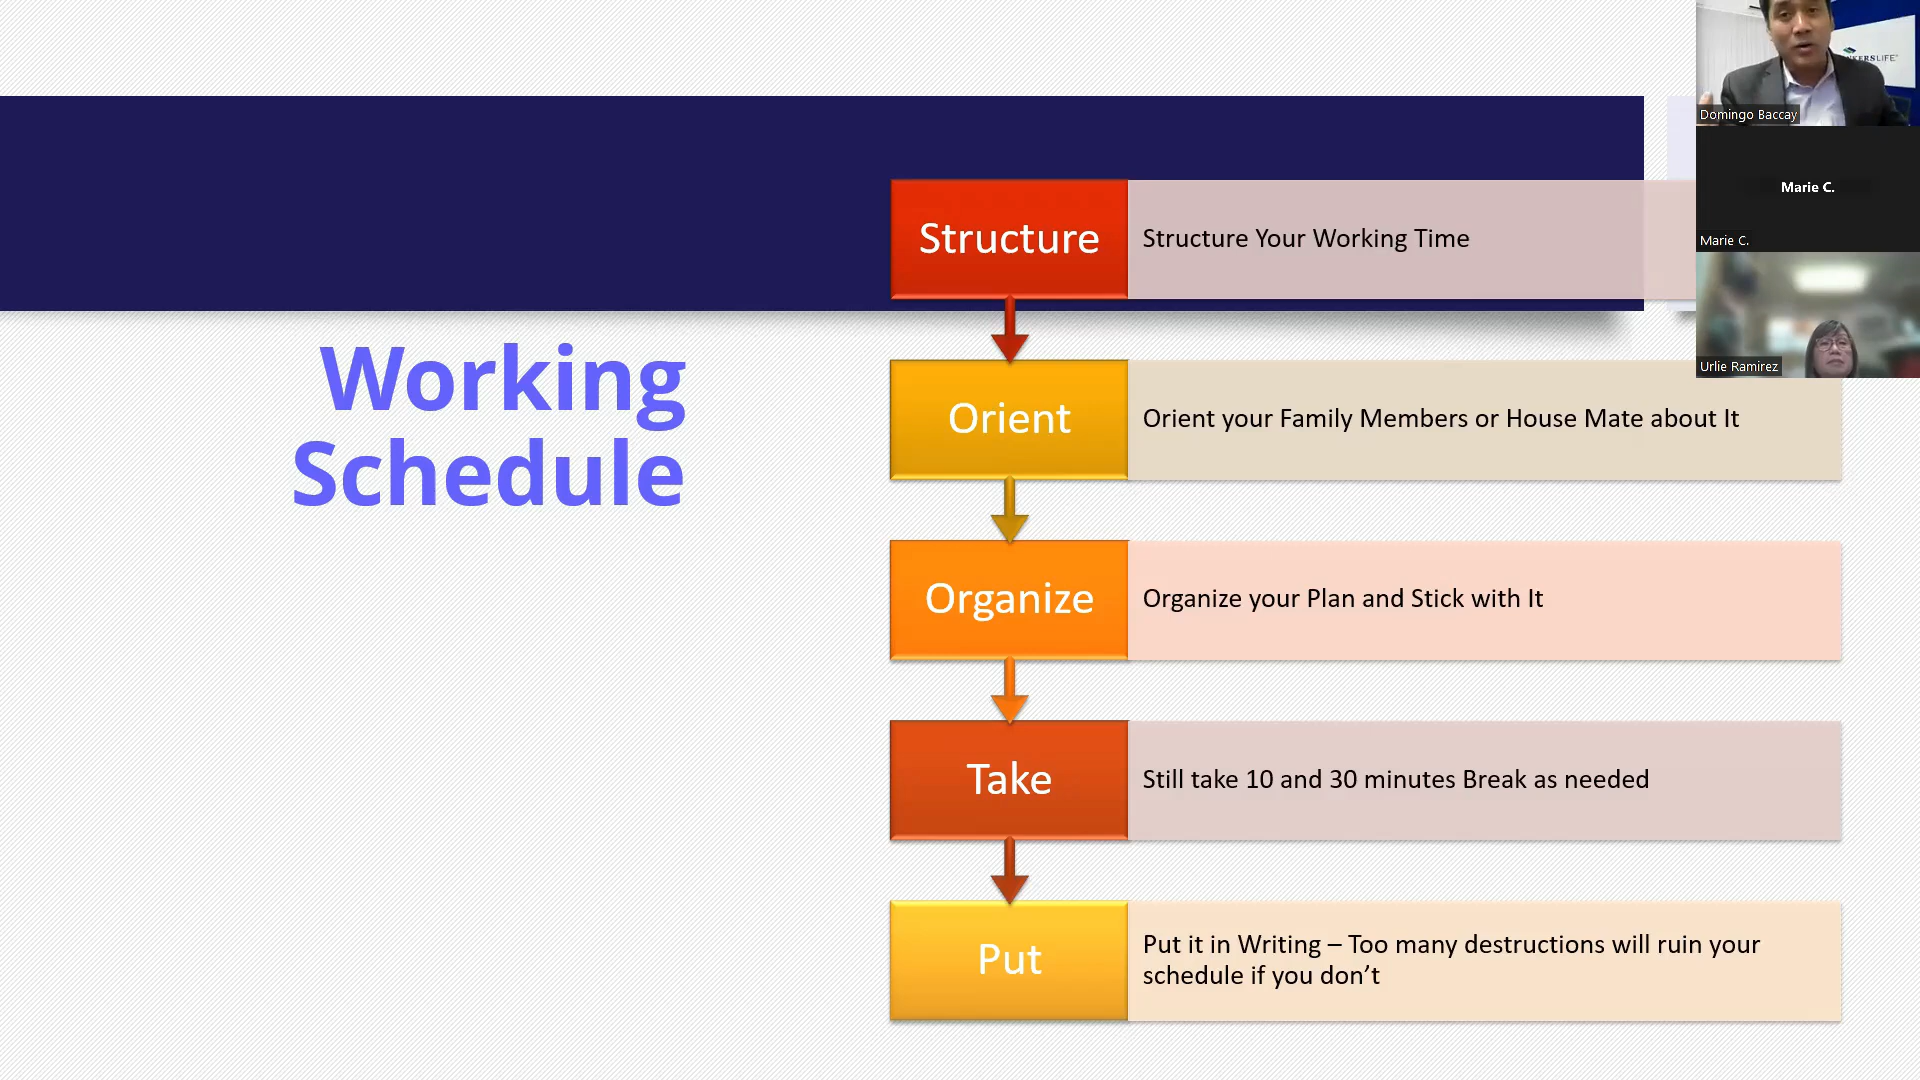 Working
Schedule
Structure
Structure Your Working Time
Orient
Orient your Family Members or House Mate about It
Organize
Organize your Plan and Stick with It
Take
Still take 10 and 30 minutes Break as needed
Put
Put it in Writing – Too many destructions will ruin your
schedule if you don’t
Domingo Baccay
Marie C.
Marie C.
Urlie Ramirez